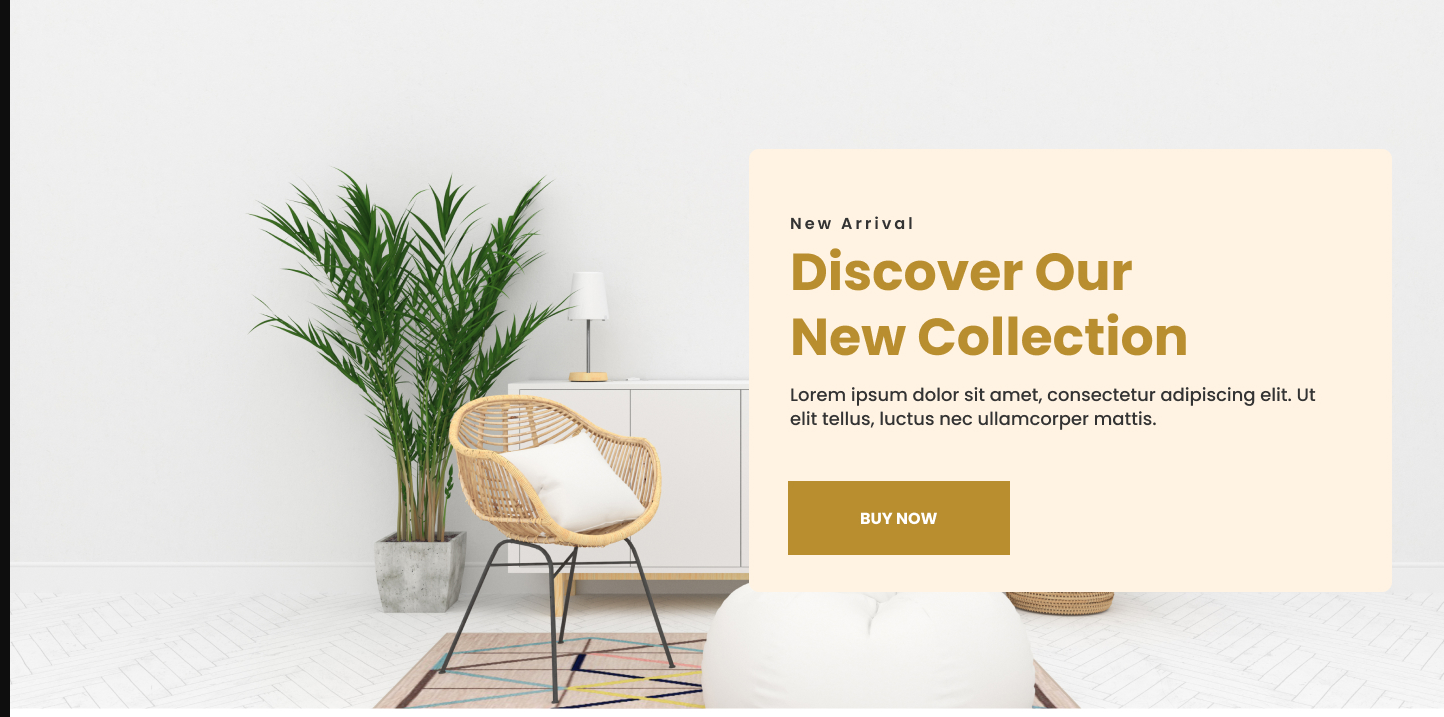 New Arrival
Discover Our
New Collection
Lorem ipsum dolor sit amet, consectetur adipiscing elit. Ut
elit tellus, luctus nec ullamcorper mattis.
BUY NOW